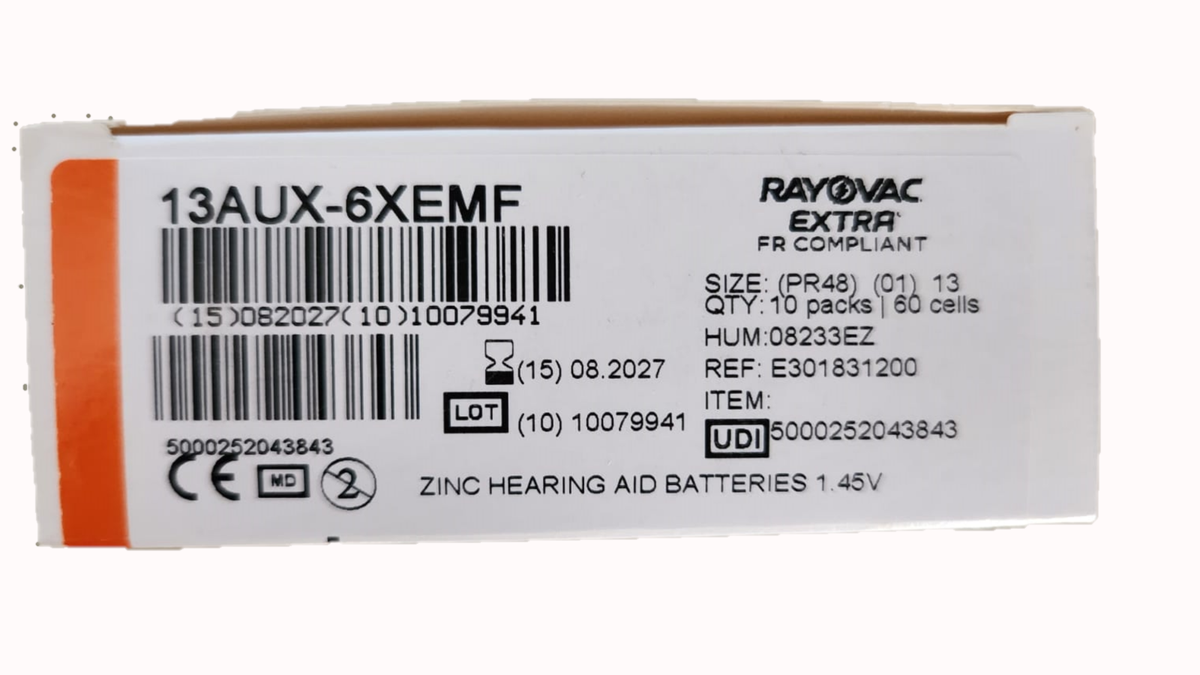 13AUX-6XEMF
(15)082027(10)10079941
5000252043843
(15) 08.2027
LOT (10) 10079941
CE MD 2
ZINC HEARING AID BATTERIES 1.45V
RAYOVAC
EXTRA
FR COMPLIANT
SIZE: (PR48) (01) 13
QTY: 10 packs | 60 cells
HUM:08233EZ
REF: E301831200
ITEM:
UDI 5000252043843